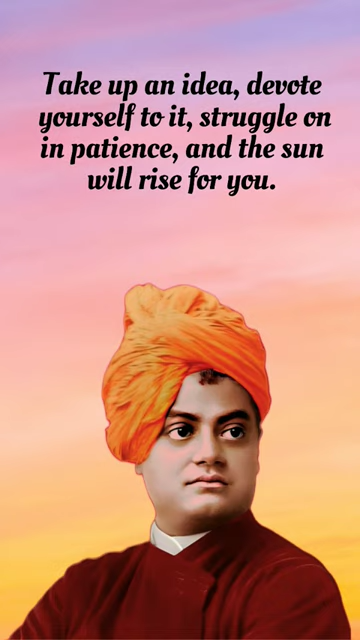 Take up an idea, devote
yourself to it, struggle on
in patience, and the sun
will rise for you.